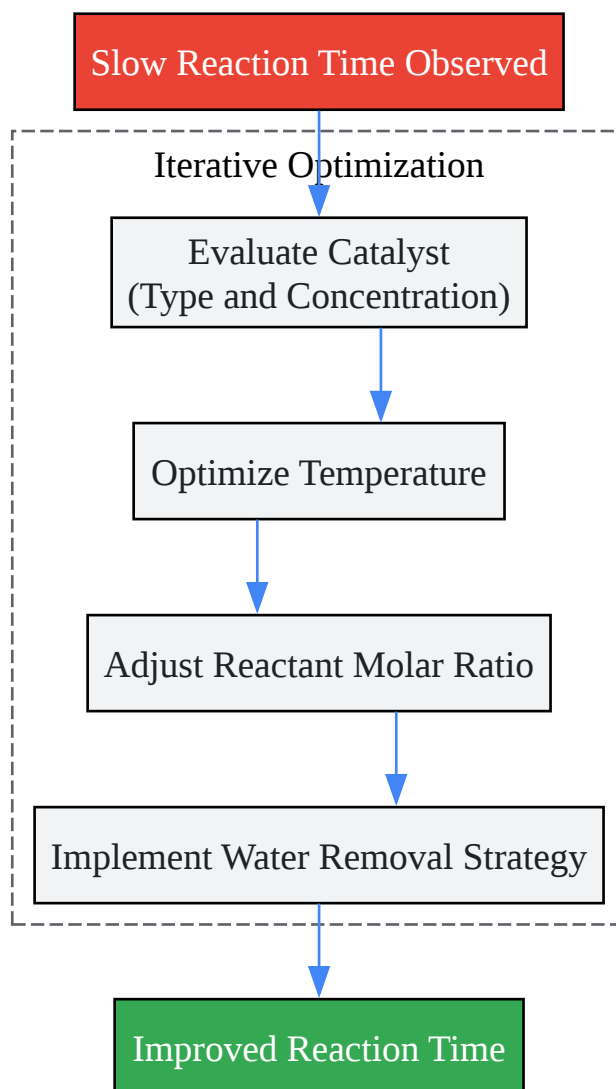 Slow Reaction Time Observed
Iterative Optimization
Evaluate Catalyst
(Type and Concentration)
Optimize Temperature
Adjust Reactant Molar Ratio
Implement Water Removal Strategy
Improved Reaction Time